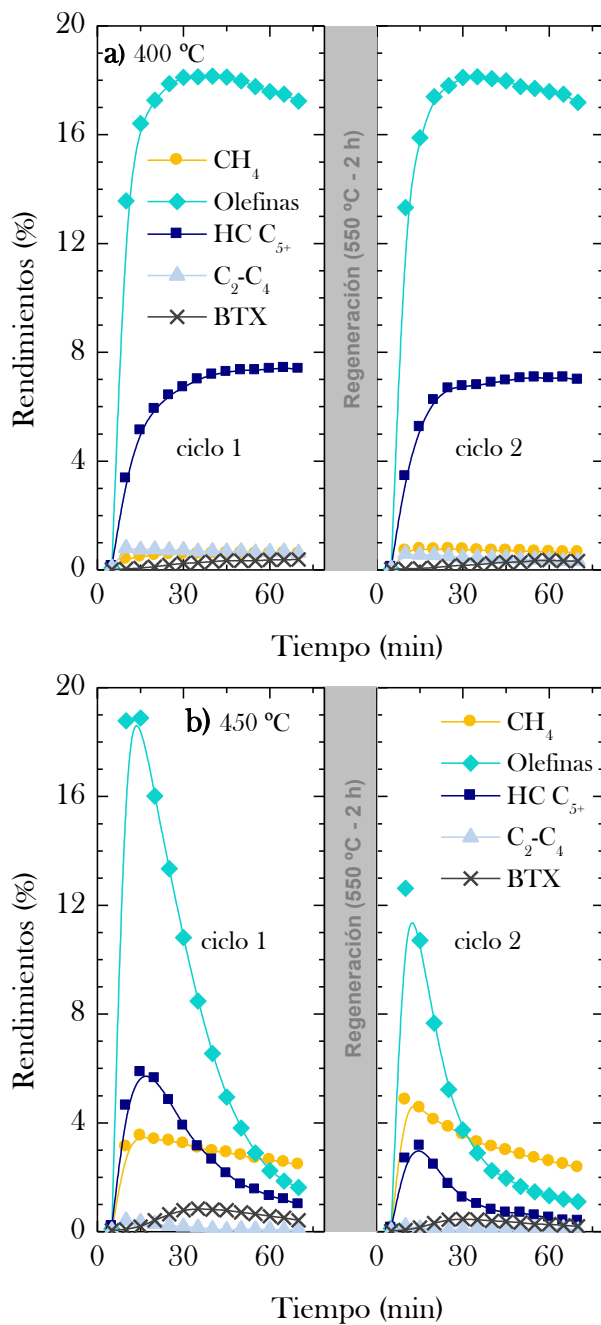 a) 400 ºC
20
16
12
8
4
0
Rendimientos (%)
CH4
Olefinas
HC C5+
C2-C4
BTX
ciclo 1
Regeneración (550 ºC - 2 h)
ciclo 2
0 30 60 0 30 60
Tiempo (min)
b) 450 ºC
20
16
12
8
4
0
Rendimientos (%)
ciclo 1
Regeneración (550 ºC - 2 h)
CH4
Olefinas
HC C5+
C2-C4
BTX
ciclo 2
0 30 60 0 30 60
Tiempo (min)